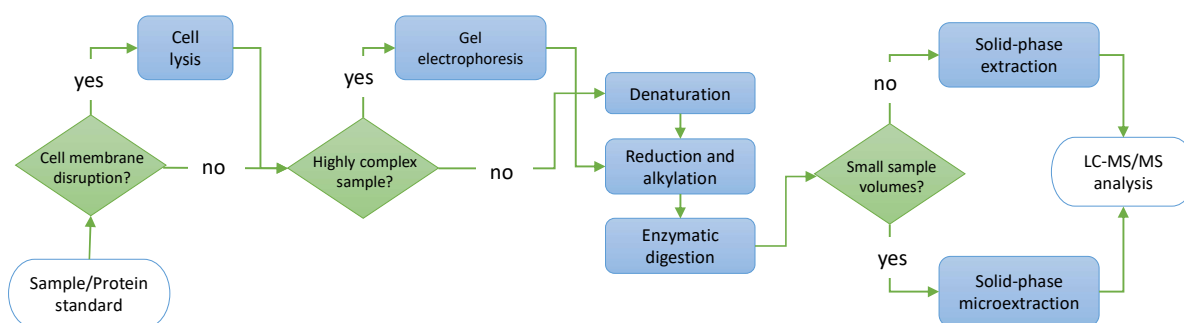 Cell
lysis
yes
Cell membrane
disruption?
no
Sample/Protein
standard
Gel
electrophoresis
yes
Highly complex
sample?
no
Denaturation
Reduction and
alkylation
Enzymatic
digestion
Small sample
volumes?
no
Solid-phase
extraction
yes
Solid-phase
microextraction
LC-MS/MS
analysis